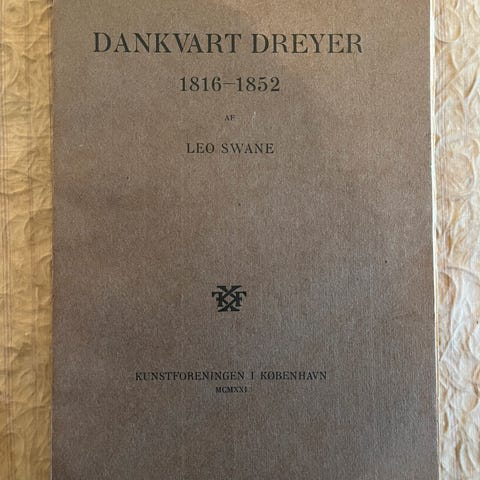 DANKVART DREYER
1816–1852
AF
LEO SWANE
KUNSTFORENINGEN I KØBENHAVN
MCMXXI